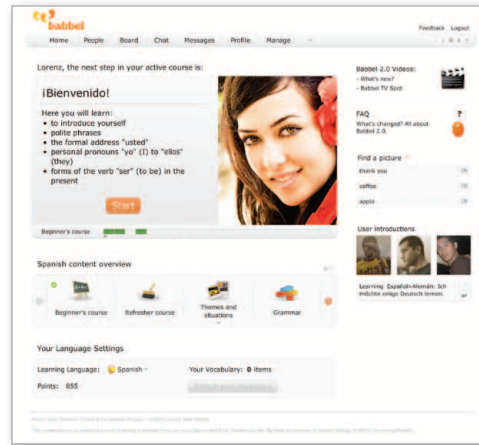 babbel
Feedback Logout
Home People Board Chat Messages Profile Manage
Lorenz, the next step in your active course is:
¡Bienvenido!
Here you will learn:
• to introduce yourself
• polite phrases
• the formal address "usted"
• personal pronouns "yo" (I) to "ellos"
(they)
• forms of the verb "ser" (to be) in the
present
Start
Beginner's course
Babbel 2.0 Videos:
- What's new?
- Babbel TV Spot
FAQ
What's changed? All about
Babbel 2.0.
Find a picture
thank you
coffee
apple
User introductions
Learning: Español>Alemán: Ich
möchte einige Deutsch lernen.
Spanish content overview
Beginner's course
Refresher course
Themes and
situations
Grammar
Your Language Settings
Learning Language: Spanish
Your Vocabulary: 0 items
Points: 855